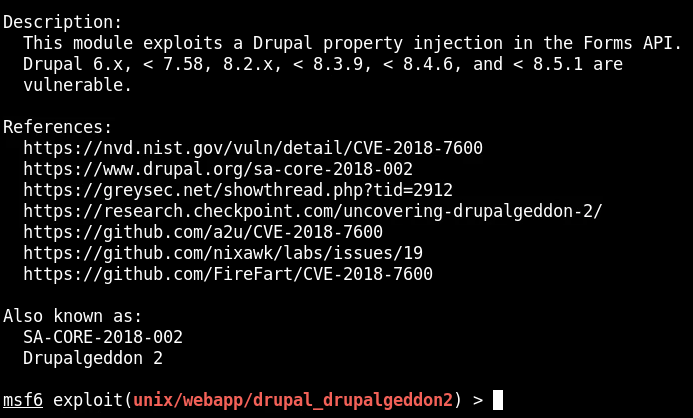 Description:
This module exploits a Drupal property injection in the Forms API.
Drupal 6.x, < 7.58, 8.2.x, < 8.3.9, < 8.4.6, and < 8.5.1 are
vulnerable.
References:
https://nvd.nist.gov/vuln/detail/CVE-2018-7600
https://www.drupal.org/sa-core-2018-002
https://greysec.net/showthread.php?tid=2912
https://research.checkpoint.com/uncovering-drupalgeddon-2/
https://github.com/a2u/CVE-2018-7600
https://github.com/nixawk/labs/issues/19
https://github.com/FireFart/CVE-2018-7600
Also known as:
SA-CORE-2018-002
Drupalgeddon 2
msf6 exploit(unix/webapp/drupal_drupalgeddon2) >